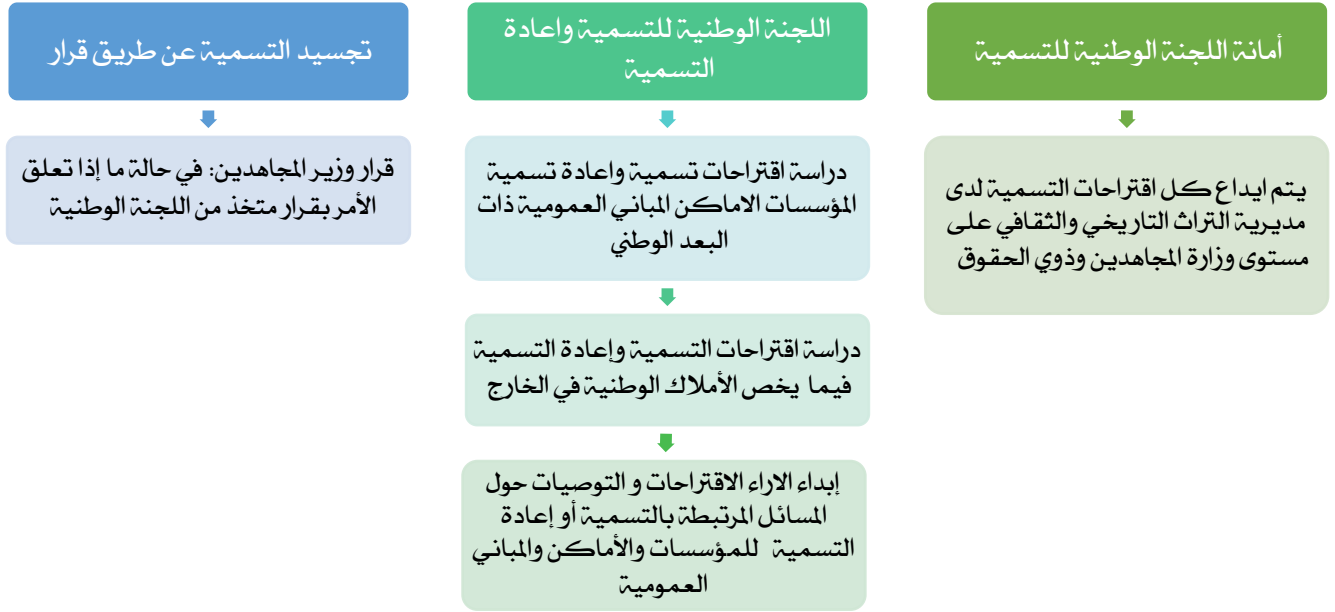 أمانة اللجنة الوطنية للتسمية
يتم ايداع كل اقتراحات التسمية لدى
مديرية التراث التاريخي والثقافي على
مستوى وزارة المجاهدين وذوي الحقوق
اللجنة الوطنية للتسمية واعادة
التسمية
دراسة اقتراحات تسمية واعادة تسمية
المؤسسات الاماكن المباني العمومية ذات
البعد الوطني
دراسة اقتراحات التسمية وإعادة التسمية
فيما يخص الأملاك الوطنية في الخارج
إبداء الاراء الاقتراحات و التوصيات حول
المسائل المرتبطة بالتسمية أو إعادة
التسمية للمؤسسات والأماكن والمباني
العمومية
تجسيد التسمية عن طريق قرار
قرار وزير المجاهدين: في حالة ما إذا تعلق
الأمر بقرار متخذ من اللجنة الوطنية